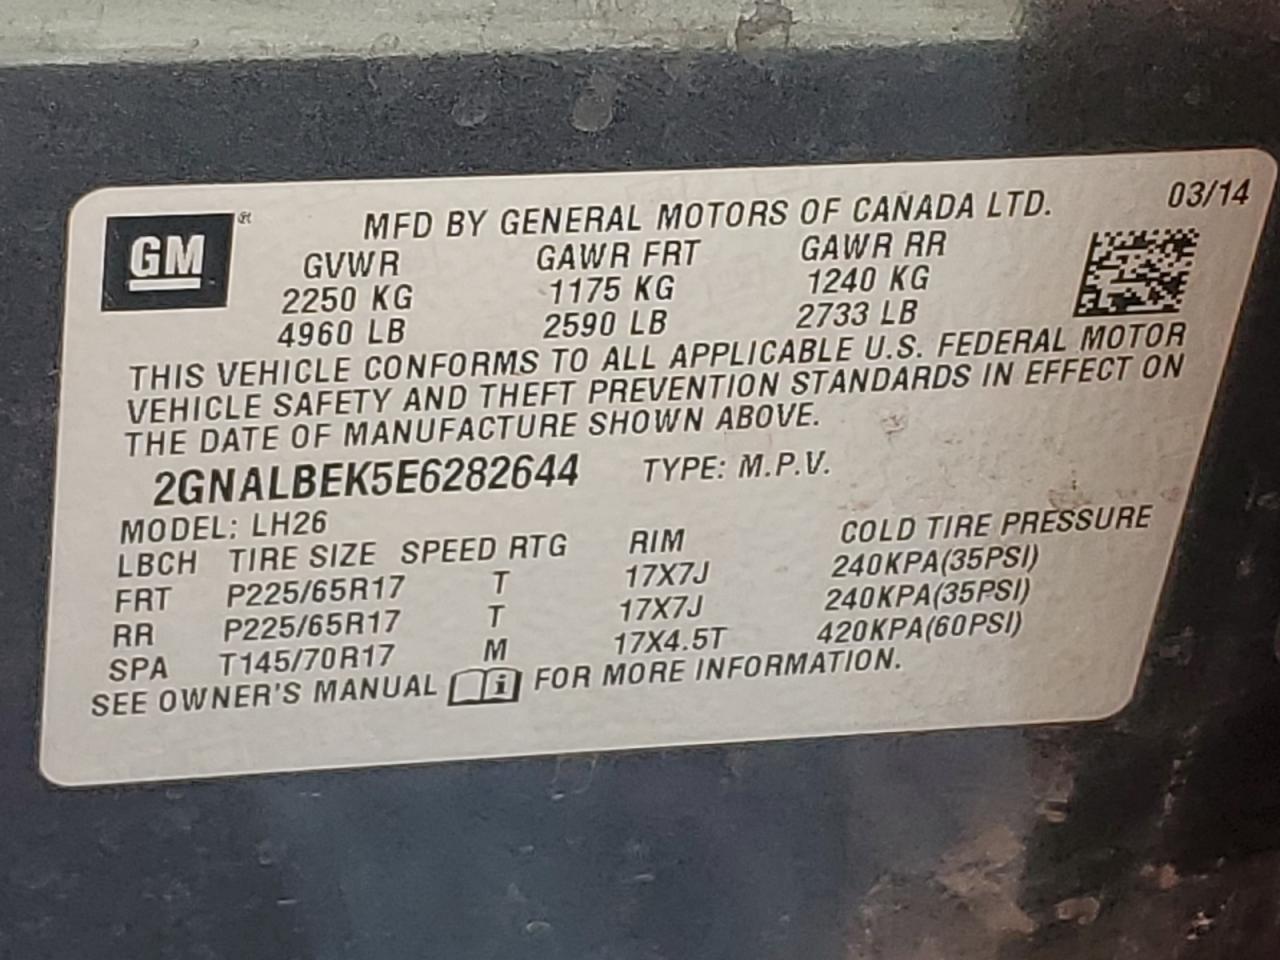 03/14
GM
MFD BY GENERAL MOTORS OF CANADA LTD.
GVWR GAWR FRT GAWR RR
2250 KG 1175 KG 1240 KG
4960 LB 2590 LB 2733 LB
THIS VEHICLE CONFORMS TO ALL APPLICABLE U.S. FEDERAL MOTOR
VEHICLE SAFETY AND THEFT PREVENTION STANDARDS IN EFFECT ON
THE DATE OF MANUFACTURE SHOWN ABOVE.
2GNALBEK5E6282644 TYPE: M.P.V.
MODEL: LH26
LBCH TIRE SIZE SPEED RTG RIM COLD TIRE PRESSURE
FRT P225/65R17 T 17X7J 240KPA(35PSI)
RR P225/65R17 T 17X7J 240KPA(35PSI)
SPA T145/70R17 M 17X4.5T 420KPA(60PSI)
SEE OWNER'S MANUAL i FOR MORE INFORMATION.